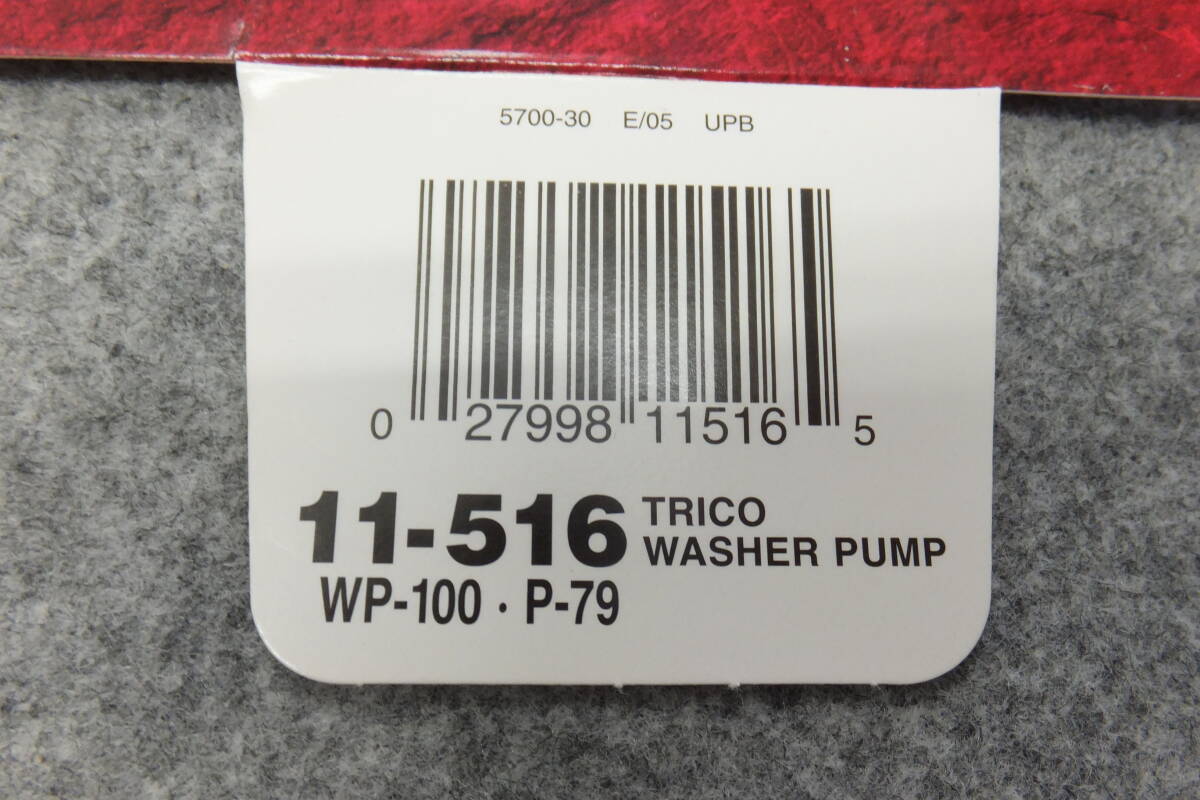 5700-30 E/05 UPB
0 27998 11516 5
11-516 TRICO
WASHER PUMP
WP-100 · P-79